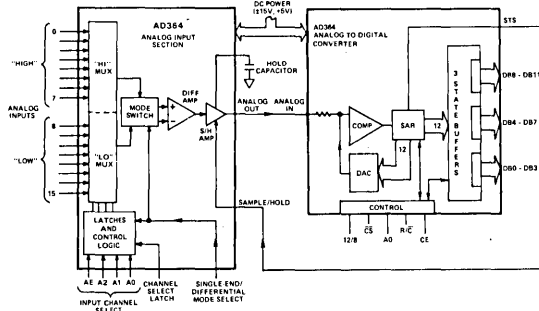 AD364
ANALOG INPUT
SECTION
DC POWER
(±15V, +5V)
AD364
ANALOG TO DIGITAL
CONVERTER
STS
0
"HIGH"
7
ANALOG
INPUTS
8
"LOW"
15
"HI"
MUX
"LO"
MUX
MODE
SWITCH
DIFF
AMP
+
−
S/H
AMP
HOLD
CAPACITOR
ANALOG
OUT
ANALOG
IN
COMP
SAR
12
12
DAC
3
STATE BUFFERS
DB8 - DB11
DB4 - DB7
DB0 - DB3
SAMPLE/HOLD
CONTROL
12/8
CS
A0
R/C
CE
LATCHES
AND
CONTROL
LOGIC
AE A2 A1 A0
INPUT CHANNEL
SELECT
CHANNEL
SELECT
LATCH
SINGLE-END/
DIFFERENTIAL
MODE SELECT